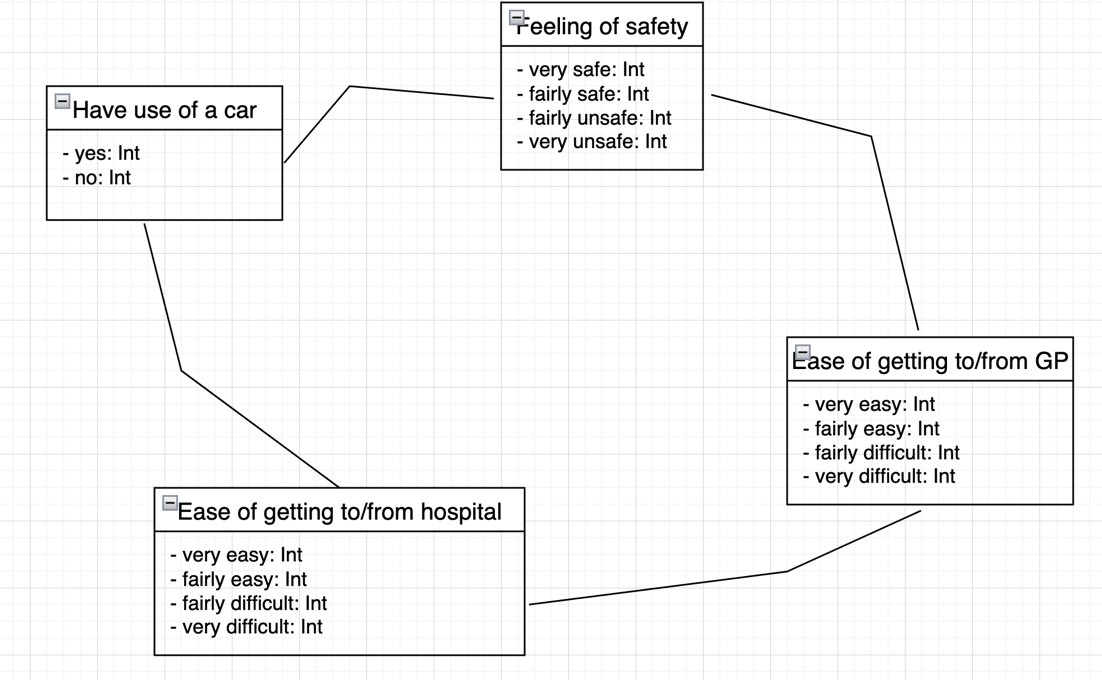 Feeling of safety
- very safe: Int
- fairly safe: Int
- fairly unsafe: Int
- very unsafe: Int
Have use of a car
- yes: Int
- no: Int
Ease of getting to/from GP
- very easy: Int
- fairly easy: Int
- fairly difficult: Int
- very difficult: Int
Ease of getting to/from hospital
- very easy: Int
- fairly easy: Int
- fairly difficult: Int
- very difficult: Int